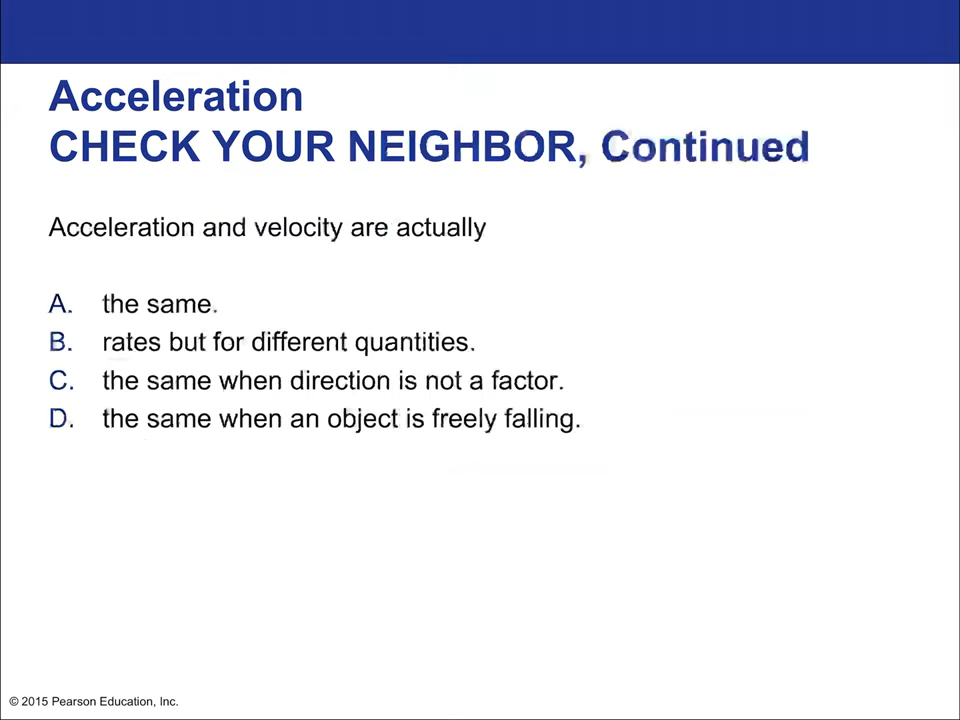 Acceleration
CHECK YOUR NEIGHBOR, Continued
Acceleration and velocity are actually
A. the same.
B. rates but for different quantities.
C. the same when direction is not a factor.
D. the same when an object is freely falling.
© 2015 Pearson Education, Inc.